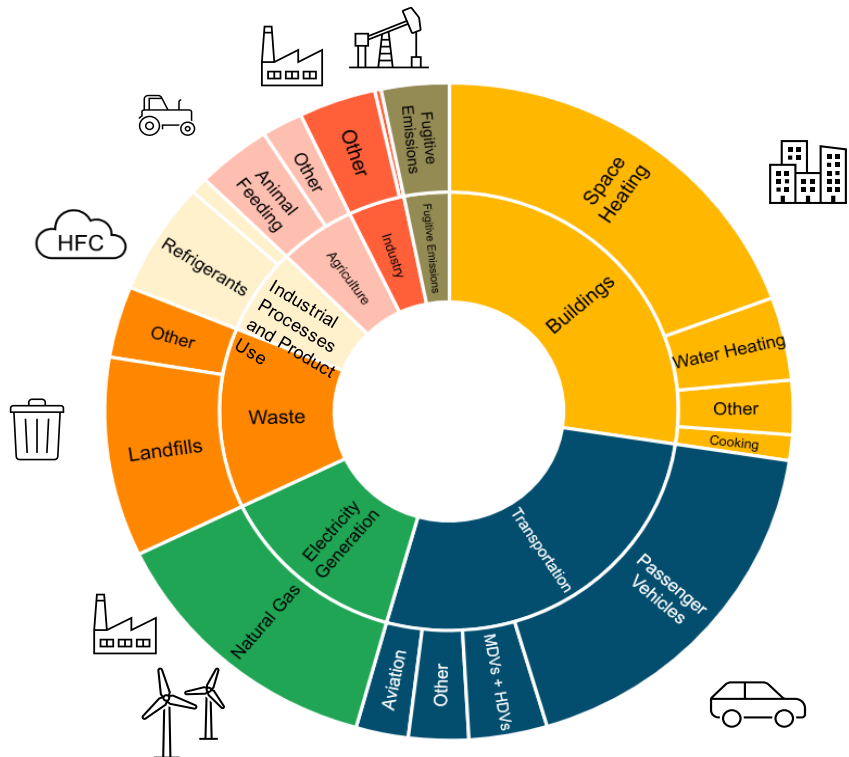 Space
Heating
Water Heating
Other
Cooking
Buildings
Passenger
Vehicles
MDVs + HDVs
Other
Aviation
Transportation
Natural Gas
Electricity
Generation
Landfills
Other
Waste
HFC
Refrigerants
Industrial
Processes
and Product
Use
Animal
Feeding
Other
Agriculture
Other
Industry
Fugitive
Emissions
Fugitive Emissions